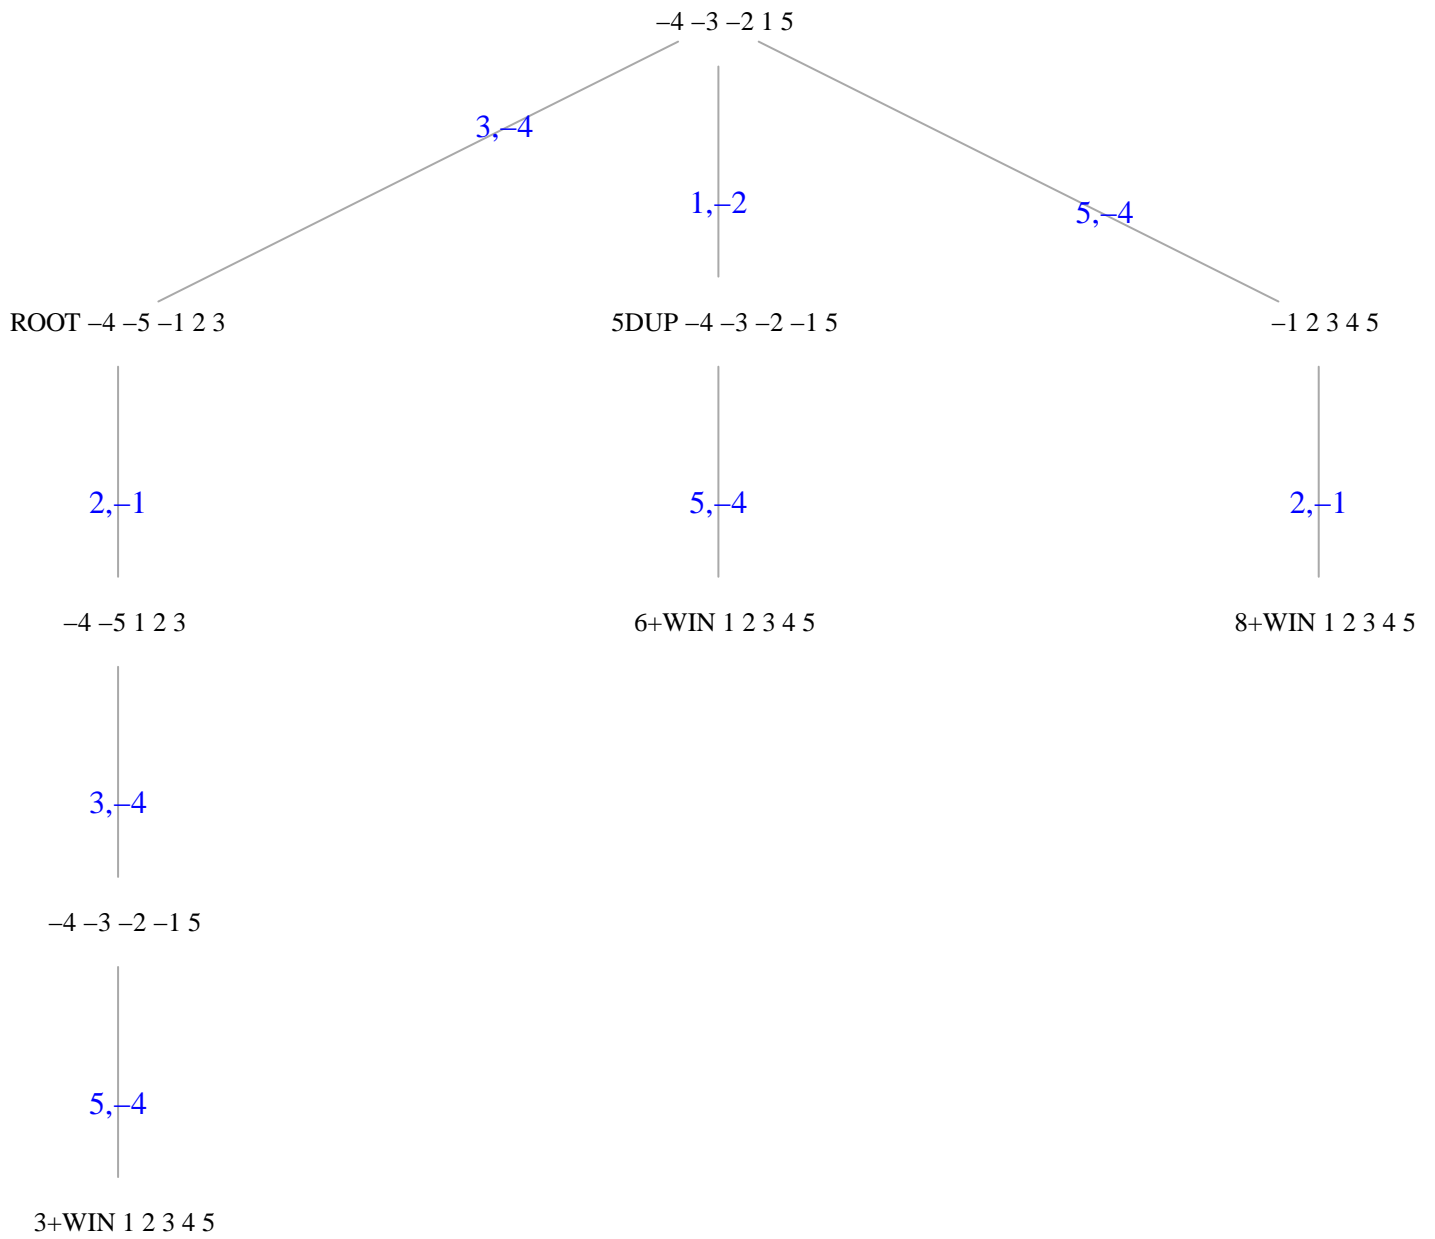 –4 –3 –2 1 5
3,–4
1,–2
5,–4
ROOT –4 –5 –1 2 3
5DUP –4 –3 –2 –1 5
–1 2 3 4 5
2,–1
5,–4
2,–1
–4 –5 1 2 3
6+WIN 1 2 3 4 5
8+WIN 1 2 3 4 5
3,–4
–4 –3 –2 –1 5
5,–4
3+WIN 1 2 3 4 5